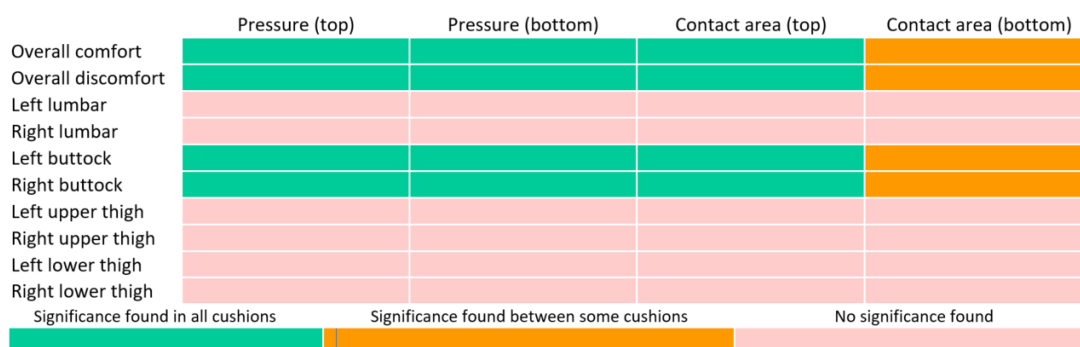 Pressure (top) Pressure (bottom) Contact area (top) Contact area (bottom)
Overall comfort
Overall discomfort
Left lumbar
Right lumbar
Left buttock
Right buttock
Left upper thigh
Right upper thigh
Left lower thigh
Right lower thigh
Significance found in all cushions Significance found between some cushions No significance found